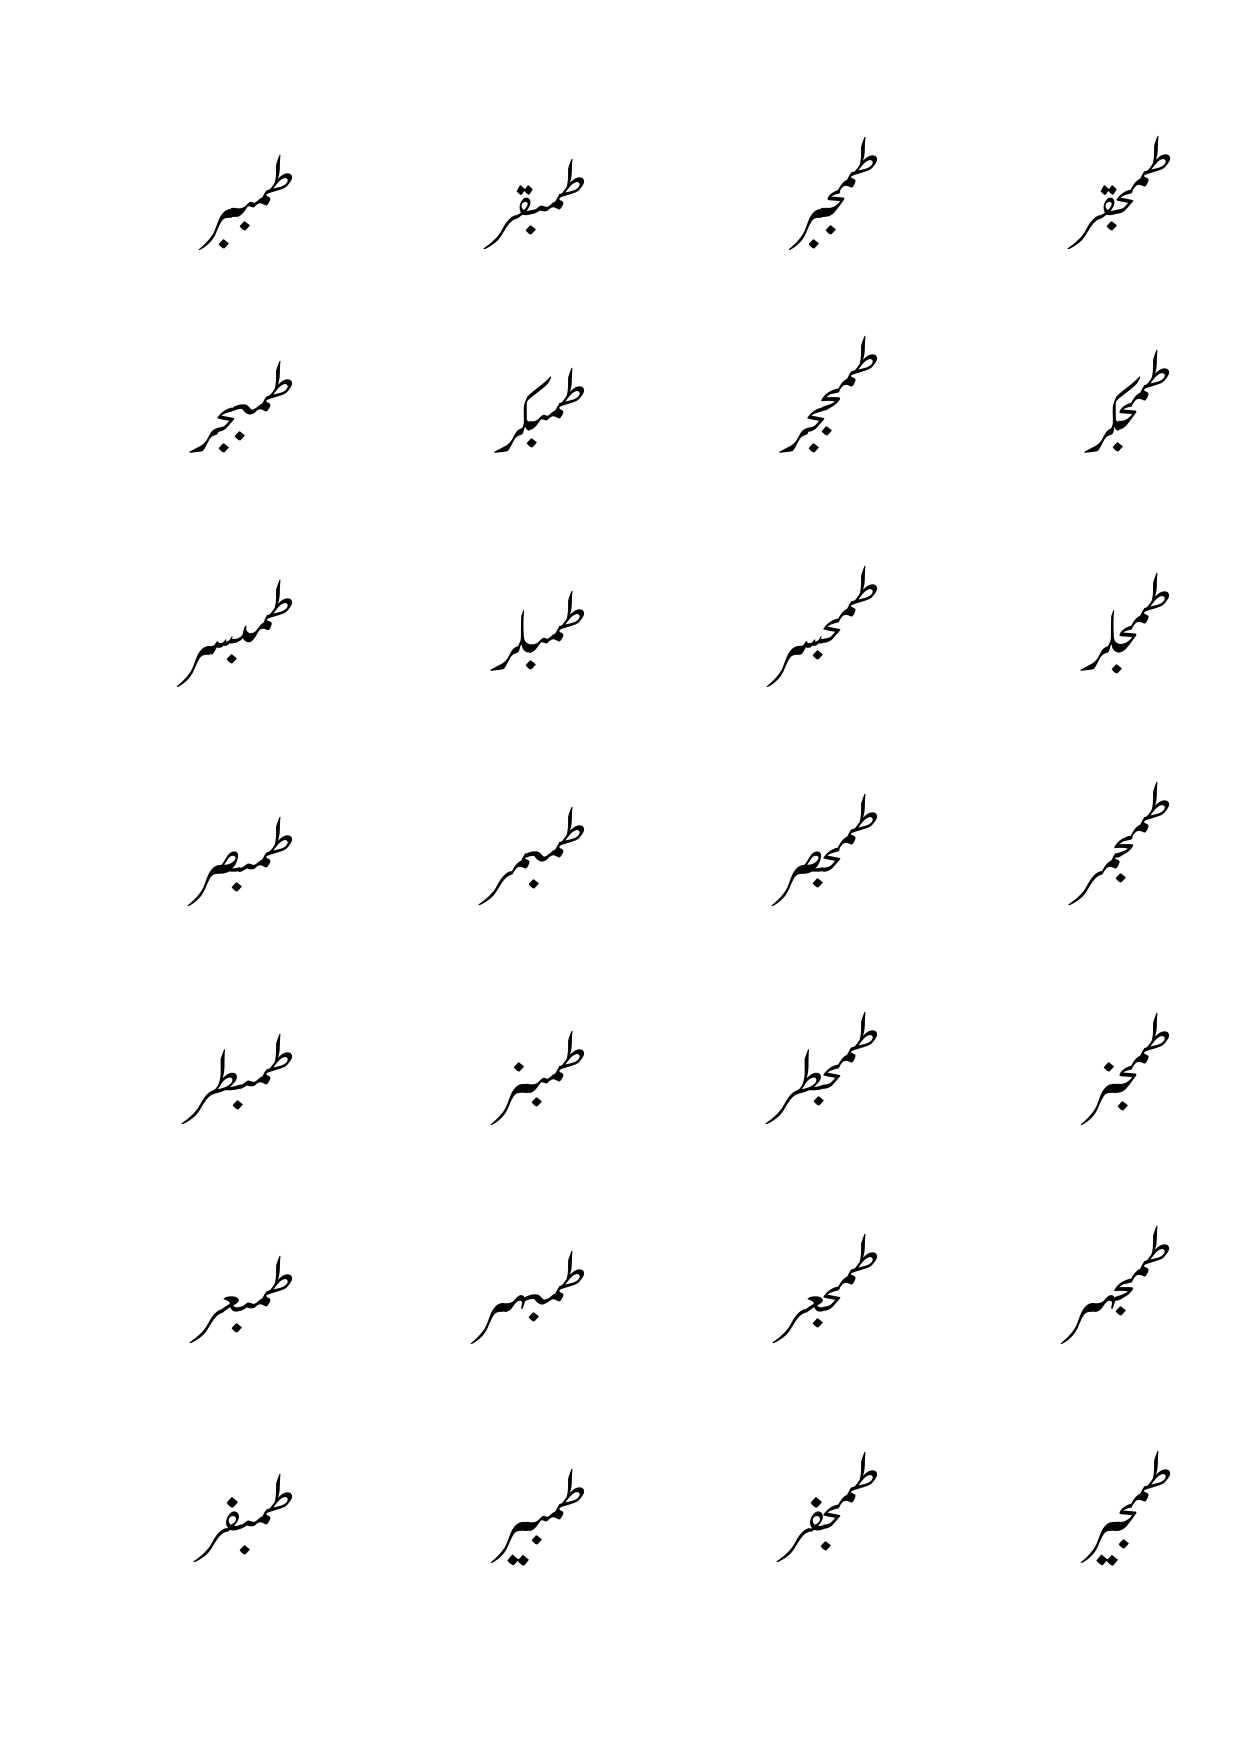 طمجقر طمجبر طمبقر طمببر
طمجکر طمججر طمبکر طمبجر
طمجلر طمجسر طمبلر طمبسر
طمجمر طمجصر طمبمر طمبصر
طمجنر طمجطر طمبنر طمبطر
طمجهر طمجعر طمبهر طمبعر
طمجیر طمجفر طمبیر طمبفر